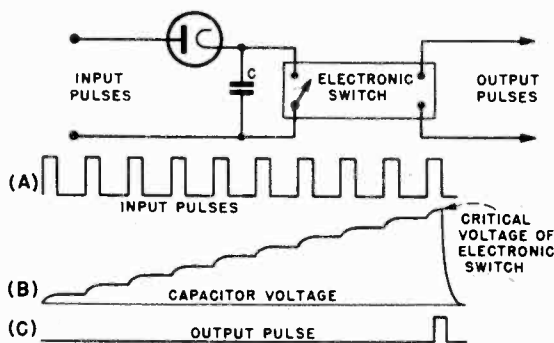 INPUT
PULSES
C
ELECTRONIC
SWITCH
OUTPUT
PULSES
(A)
INPUT PULSES
CRITICAL
VOLTAGE OF
ELECTRONIC
SWITCH
(B)
CAPACITOR VOLTAGE
(C)
OUTPUT PULSE